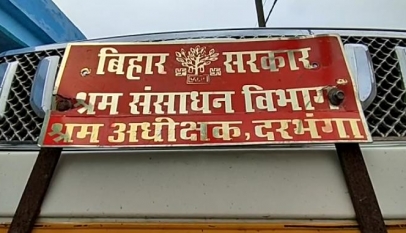 बिहार सरकार
श्रम संसाधन विभाग
श्रम अधीक्षक, दरभंगा